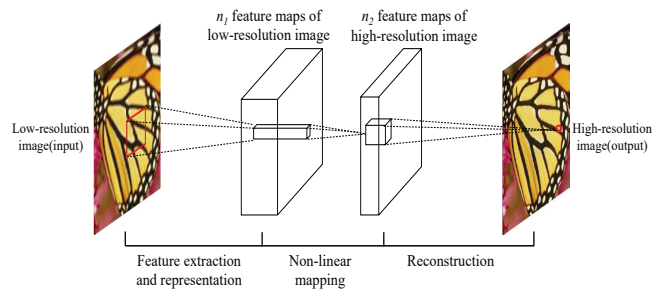 n1 feature maps of
low-resolution image
n2 feature maps of
high-resolution image
Low-resolution
image(input)
High-resolution
image(output)
Feature extraction
and representation
Non-linear
mapping
Reconstruction